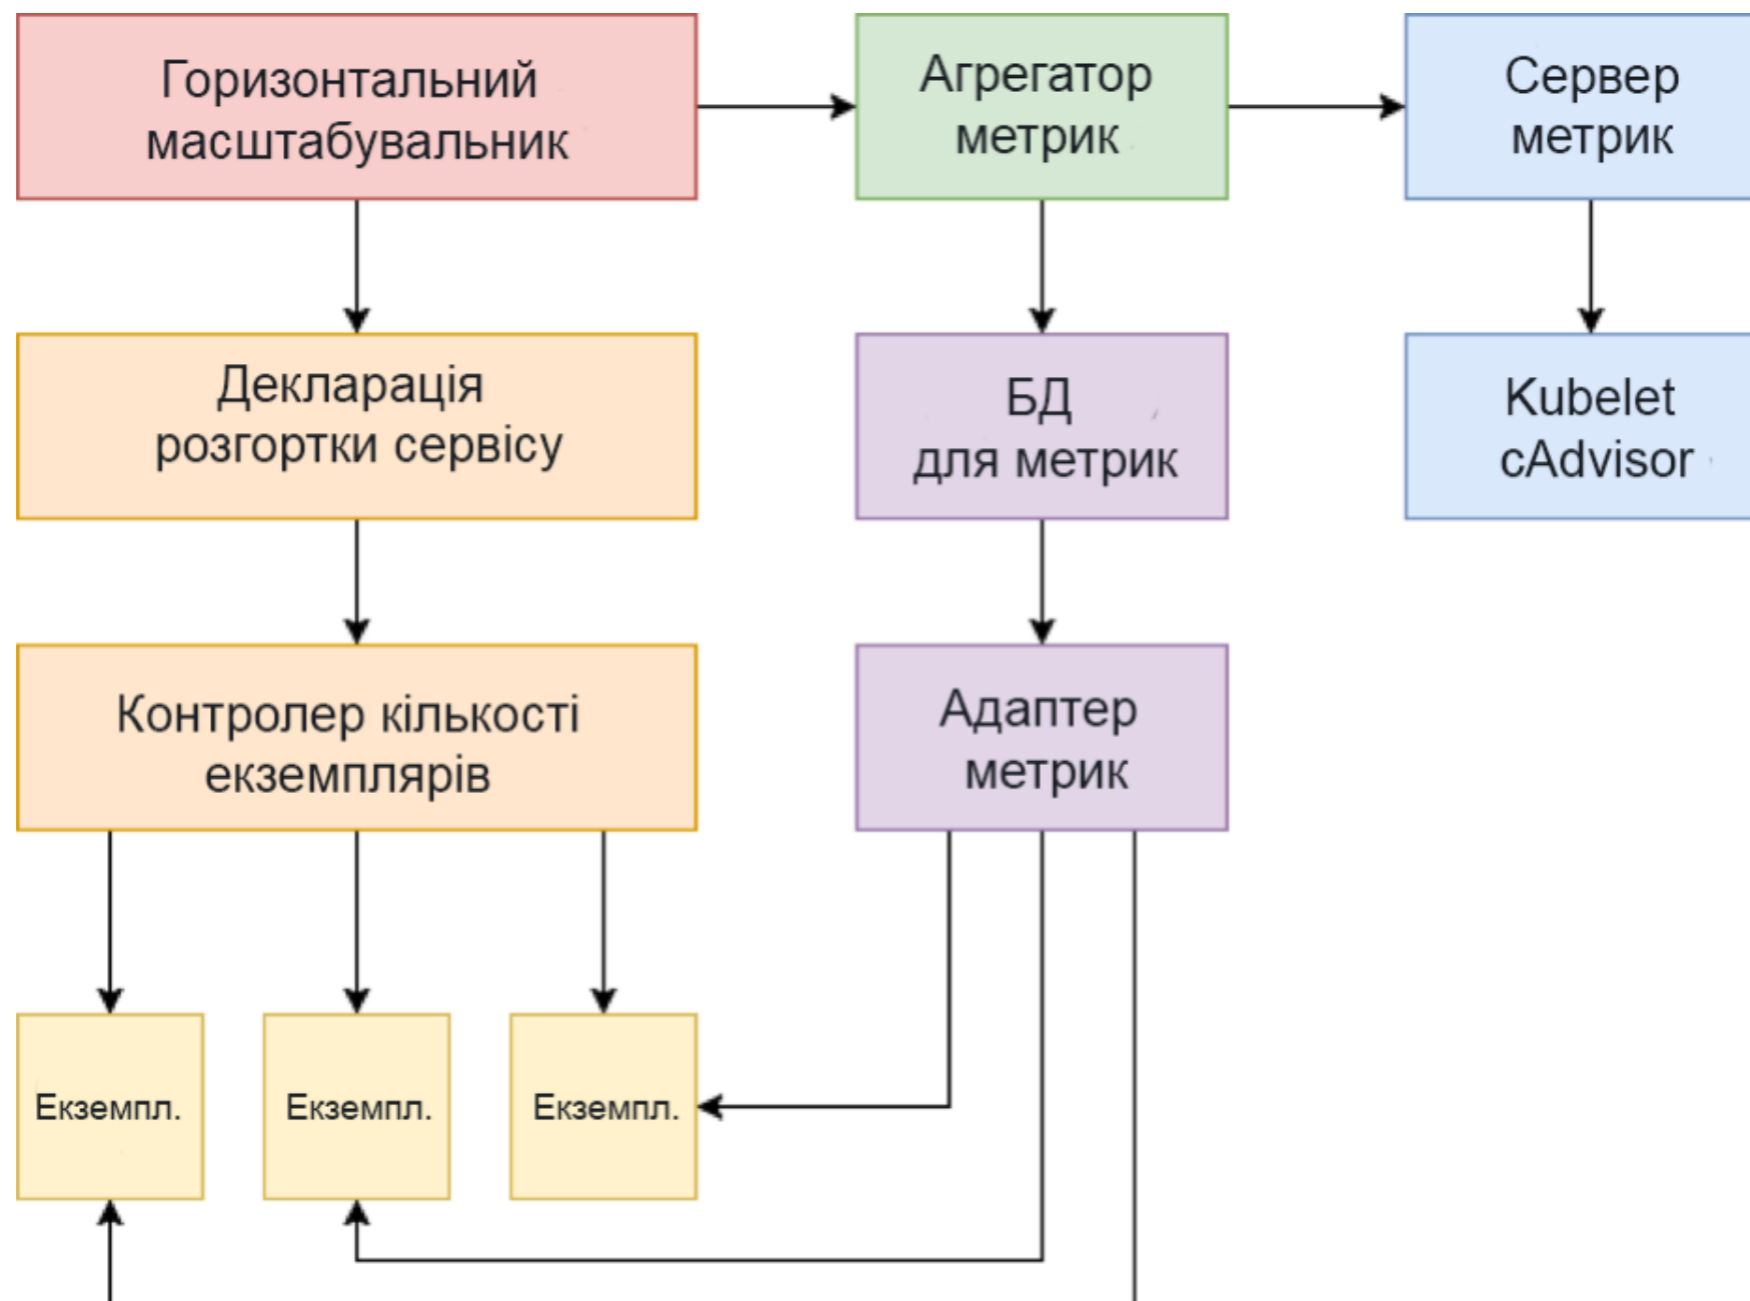 Горизонтальний
масштабувальник
Агрегатор
метрик
Сервер
метрик
Декларація
розгортки сервісу
БД
для метрик
Kubelet
cAdvisor
Контролер кількості
екземплярів
Адаптер
метрик
Екземпл.
Екземпл.
Екземпл.